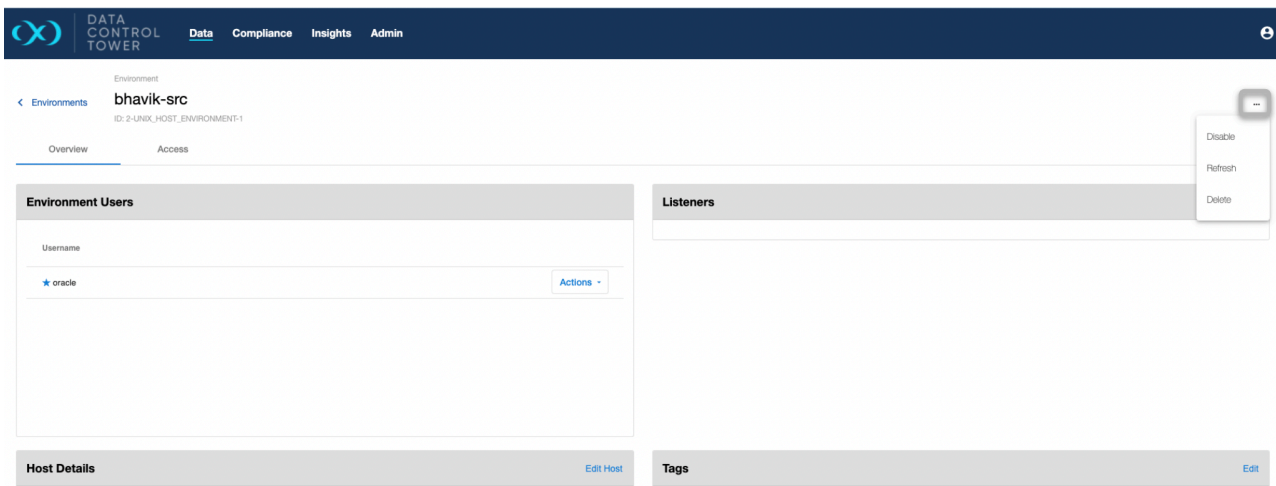 DATA
CONTROL
TOWER
Data Compliance Insights Admin
Environment
Environments
bhavik-src
ID: 2-UNIX_HOST_ENVIRONMENT-1
...
Disable
Refresh
Delete
Overview Access
Environment Users
Username
oracle
Actions
Listeners
Host Details
Edit Host
Tags
Edit